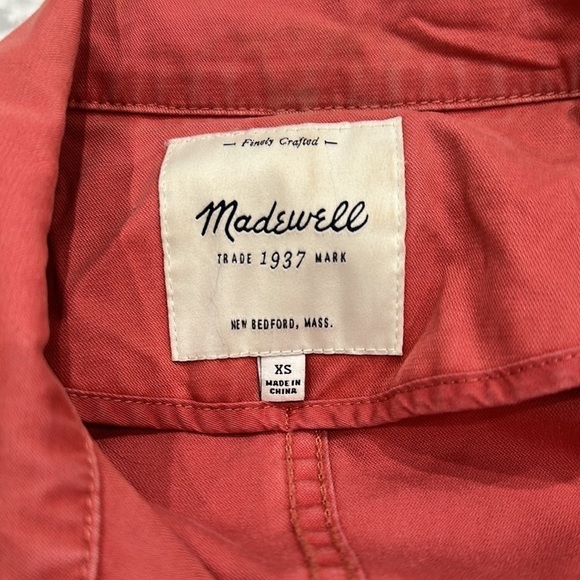 Finely Crafted
Madewell
TRADE 1937 MARK
NEW BEDFORD, MASS.
XS
MADE IN
CHINA